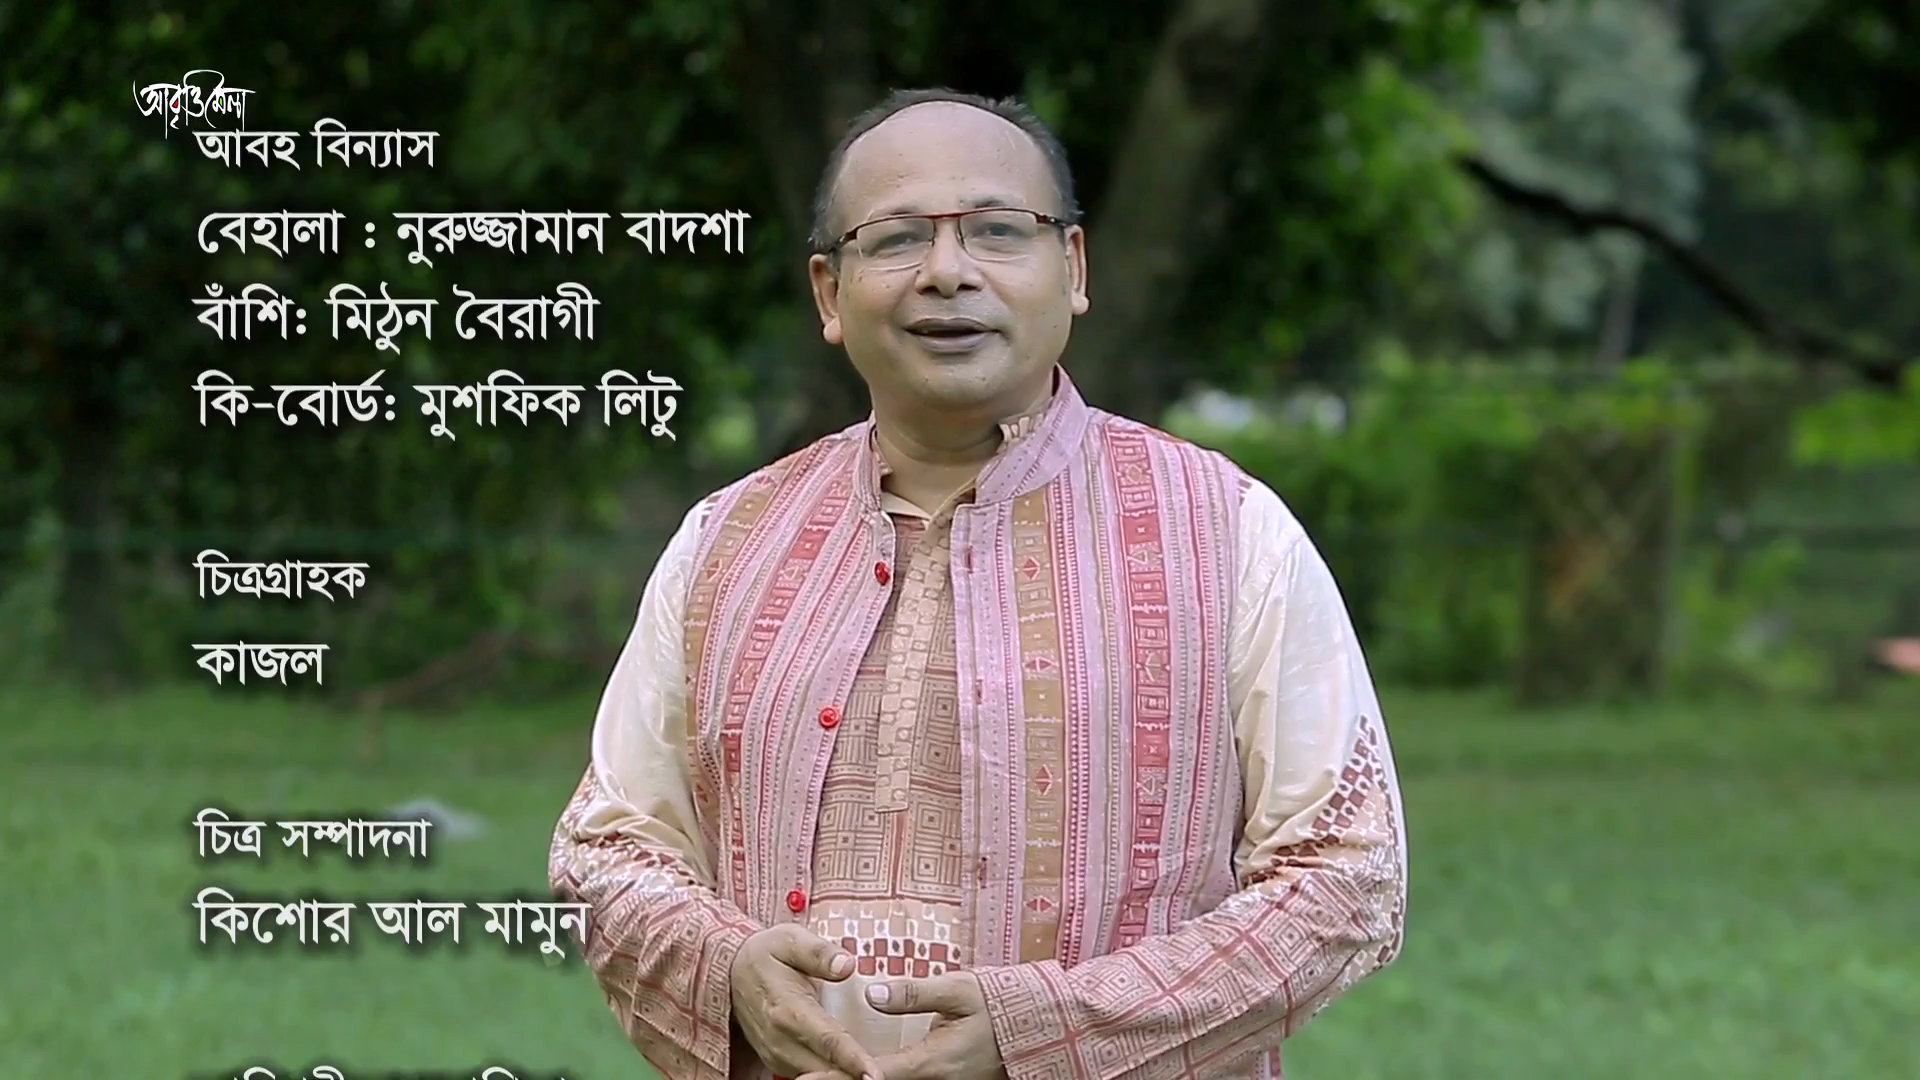 আবৃত্তিমেলা
আবহ বিন্যাস
বেহালা : নুরুজ্জামান বাদশা
বাঁশি: মিঠুন বৈরাগী
কি-বোর্ড: মুশফিক লিটু
চিত্রগ্রাহক
কাজল
চিত্র সম্পাদনা
কিশোর আল মামুন